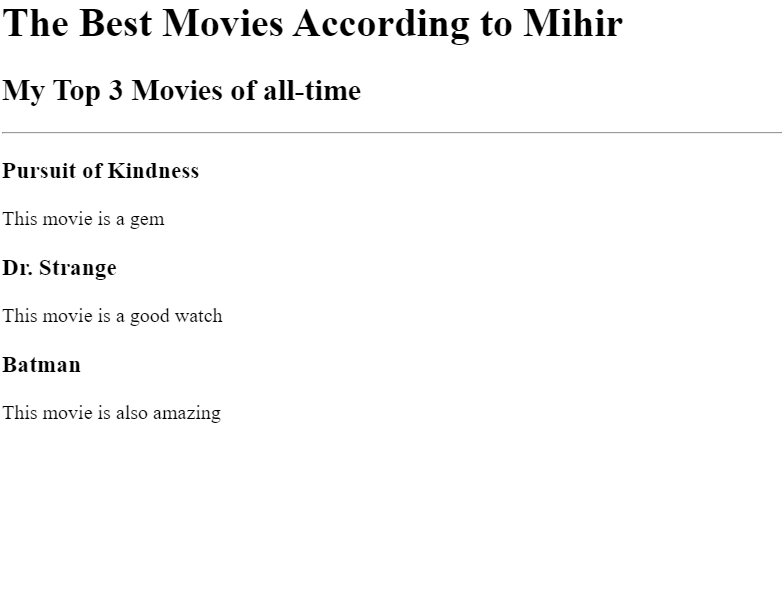 The Best Movies According to Mihir
My Top 3 Movies of all-time
Pursuit of Kindness
This movie is a gem
Dr. Strange
This movie is a good watch
Batman
This movie is also amazing